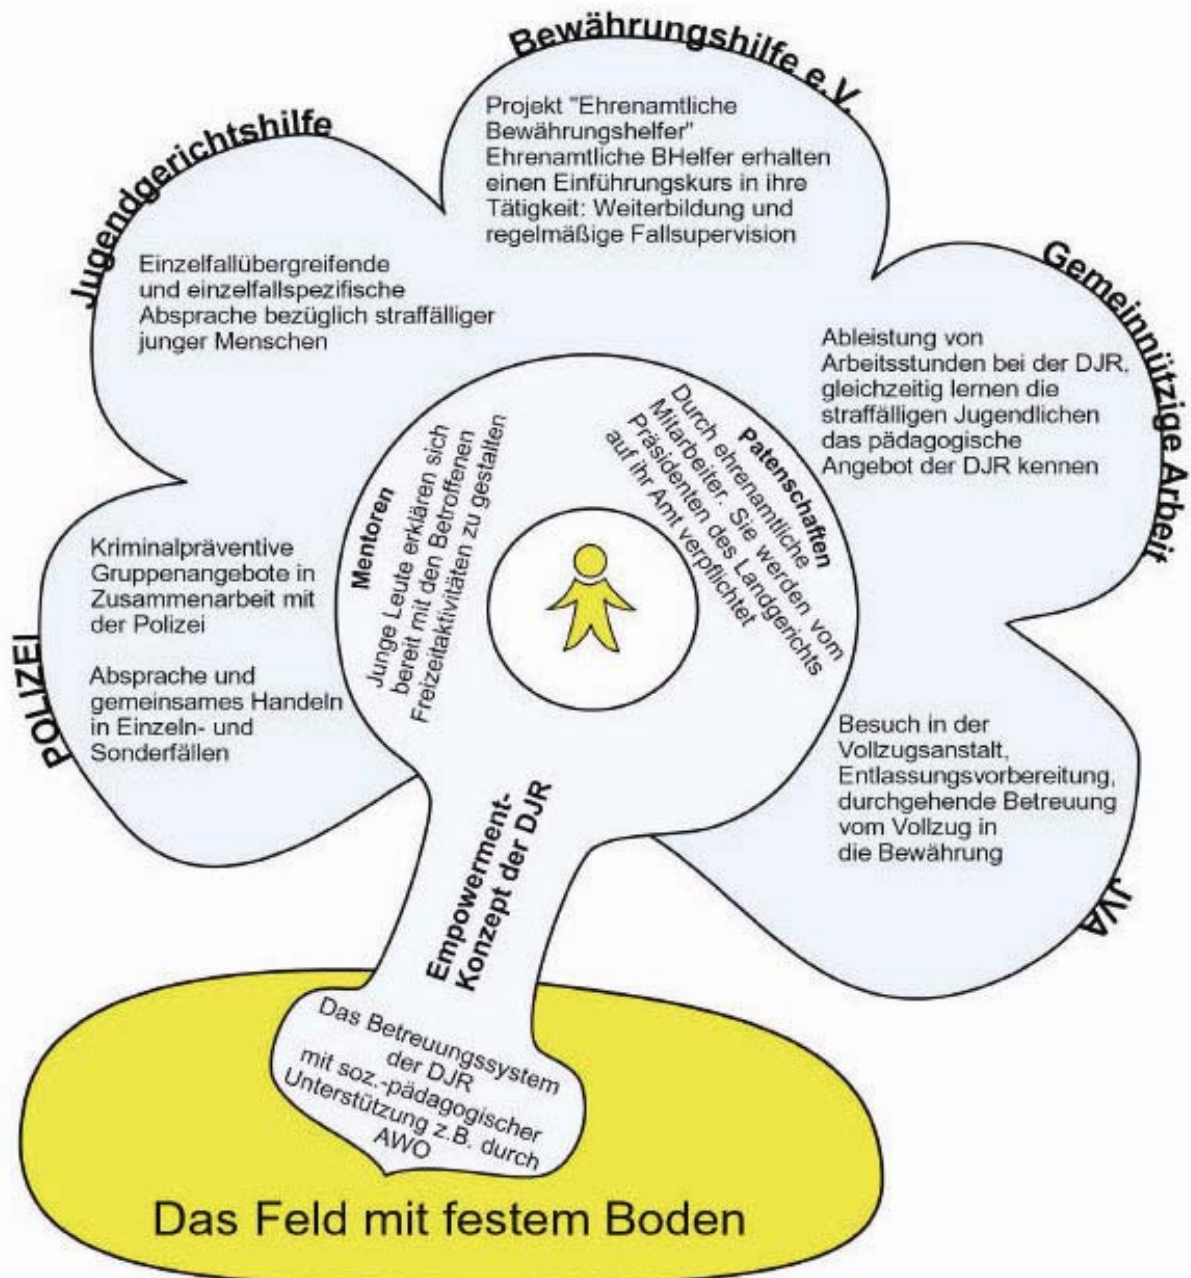 Bewährungshilfe e.V.
Projekt "Ehrenamtliche
Bewährungshelfer"
Ehrenamtliche BHelfer erhalten
einen Einführungskurs in ihre
Tätigkeit: Weiterbildung und
regelmäßige Fallsupervision
Jugendgerichtshilfe
Einzelfallübergreifende
und einzelfallspezifische
Absprache bezüglich straffälliger
junger Menschen
Gemeinnützige Arbeit
Ableistung von
Arbeitsstunden bei der DJR,
gleichzeitig lernen die
straffälligen Jugendlichen
das pädagogische
Angebot der DJR kennen
POLIZEI
Kriminalpräventive
Gruppenangebote in
Zusammenarbeit mit
der Polizei
Absprache und
gemeinsames Handeln
in Einzeln- und
Sonderfällen
Mentoren
Junge Leute erklären sich
bereit mit den Betroffenen
Freizeitaktivitäten zu gestalten
Patenschaften
Durch ehrenamtliche
Mitarbeiter. Sie werden vom
Präsidenten des Landgerichts
auf ihr Amt verpflichtet
JVA
Besuch in der
Vollzugsanstalt,
Entlassungsvorbereitung,
durchgehende Betreuung
vom Vollzug in
die Bewährung
Empowerment-
Konzept der DJR
Das Betreuungssystem
der DJR
mit soz.-pädagogischer
Unterstützung z.B. durch
AWO
Das Feld mit festem Boden